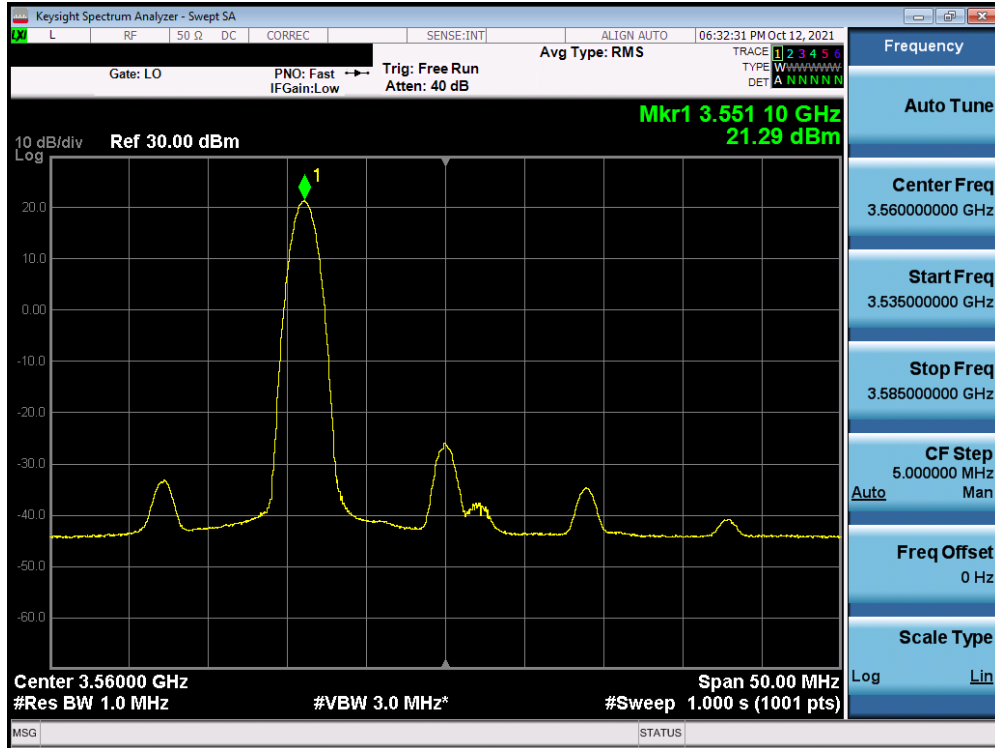 Keysight Spectrum Analyzer - Swept SA
LXI L RF 50 Ω DC CORREC SENSE:INT ALIGN AUTO 06:32:31 PM Oct 12, 2021
Frequency
Gate: LO
PNO: Fast
IFGain:Low
Trig: Free Run
Atten: 40 dB
Avg Type: RMS
TRACE 1 2 3 4 5 6
TYPE WWWWWW
DET A N N N N N
Auto Tune
Mkr1 3.551 10 GHz
21.29 dBm
10 dB/div
Log
Ref 30.00 dBm
1
20.0
10.0
0.00
-10.0
-20.0
-30.0
-40.0
-50.0
-60.0
Center Freq
3.560000000 GHz
Start Freq
3.535000000 GHz
Stop Freq
3.585000000 GHz
CF Step
5.000000 MHz
Auto Man
Freq Offset
0 Hz
Scale Type
Log Lin
Center 3.56000 GHz
Span 50.00 MHz
#Res BW 1.0 MHz
#VBW 3.0 MHz*
#Sweep 1.000 s (1001 pts)
MSG
STATUS